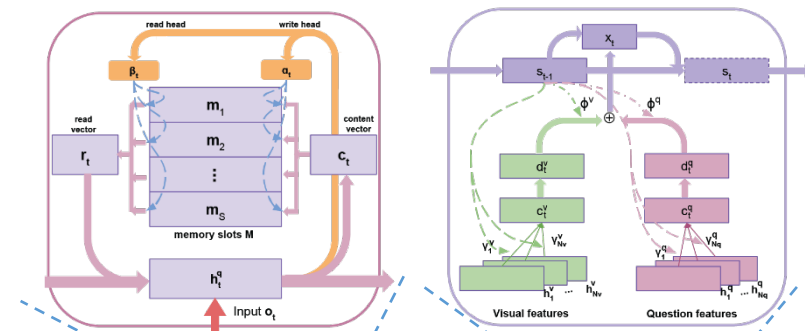 read head
write head
β_t
α_t
m_1
m_2
⋮
m_S
memory slots M
read vector
r_t
content vector
c_t
h_t^q
Input o_t
x_t
s_{t-1}
s_t
ϕ^v
ϕ^q
⊕
d_t^v
c_t^v
γ_1^v
γ_{Nv}^v
h_1^v ... h_{Nv}^v
Visual features
d_t^q
c_t^q
γ_1^q
γ_{Nq}^q
h_1^q ... h_{Nq}^q
Question features